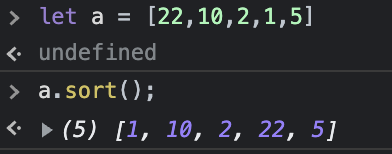 > let a = [22,10,2,1,5]
<· undefined
> a.sort();
<· ▶ (5) [1, 10, 2, 22, 5]